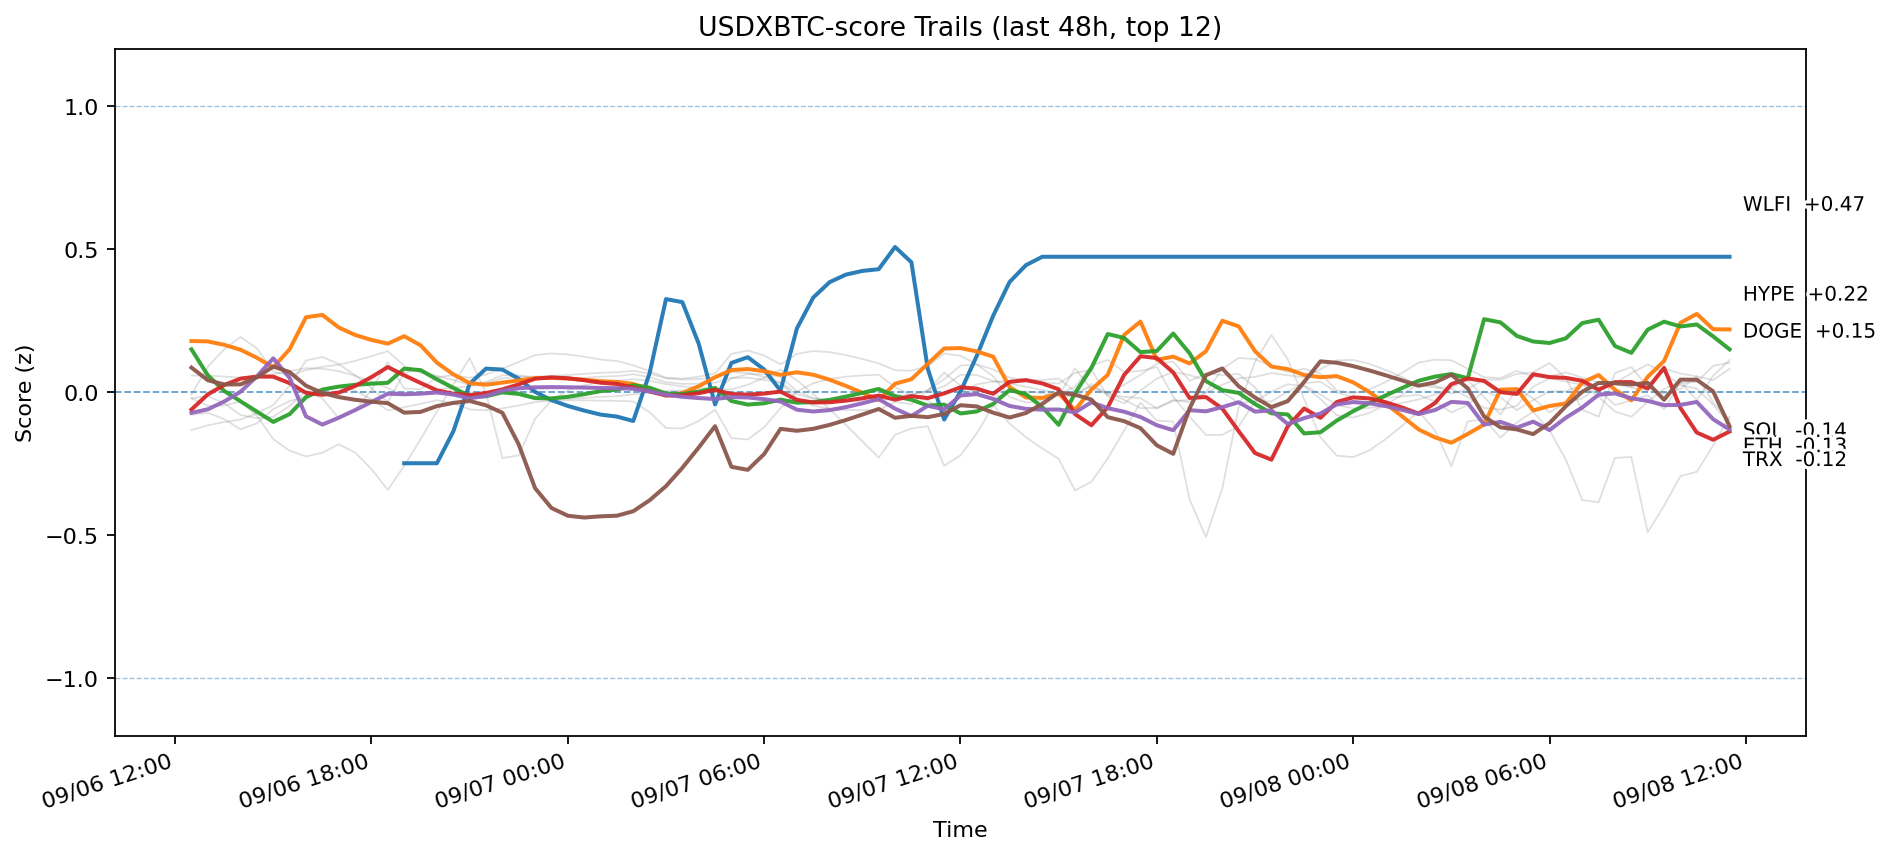 USDXBTC-score Trails (last 48h, top 12)
Score (z)
1.0
0.5
0.0
−0.5
−1.0
WLFI +0.47
HYPE +0.22
DOGE +0.15
SOL -0.14
ETH -0.13
TRX -0.12
09/06 12:00
09/06 18:00
09/07 00:00
09/07 06:00
09/07 12:00
09/07 18:00
09/08 00:00
09/08 06:00
09/08 12:00
Time